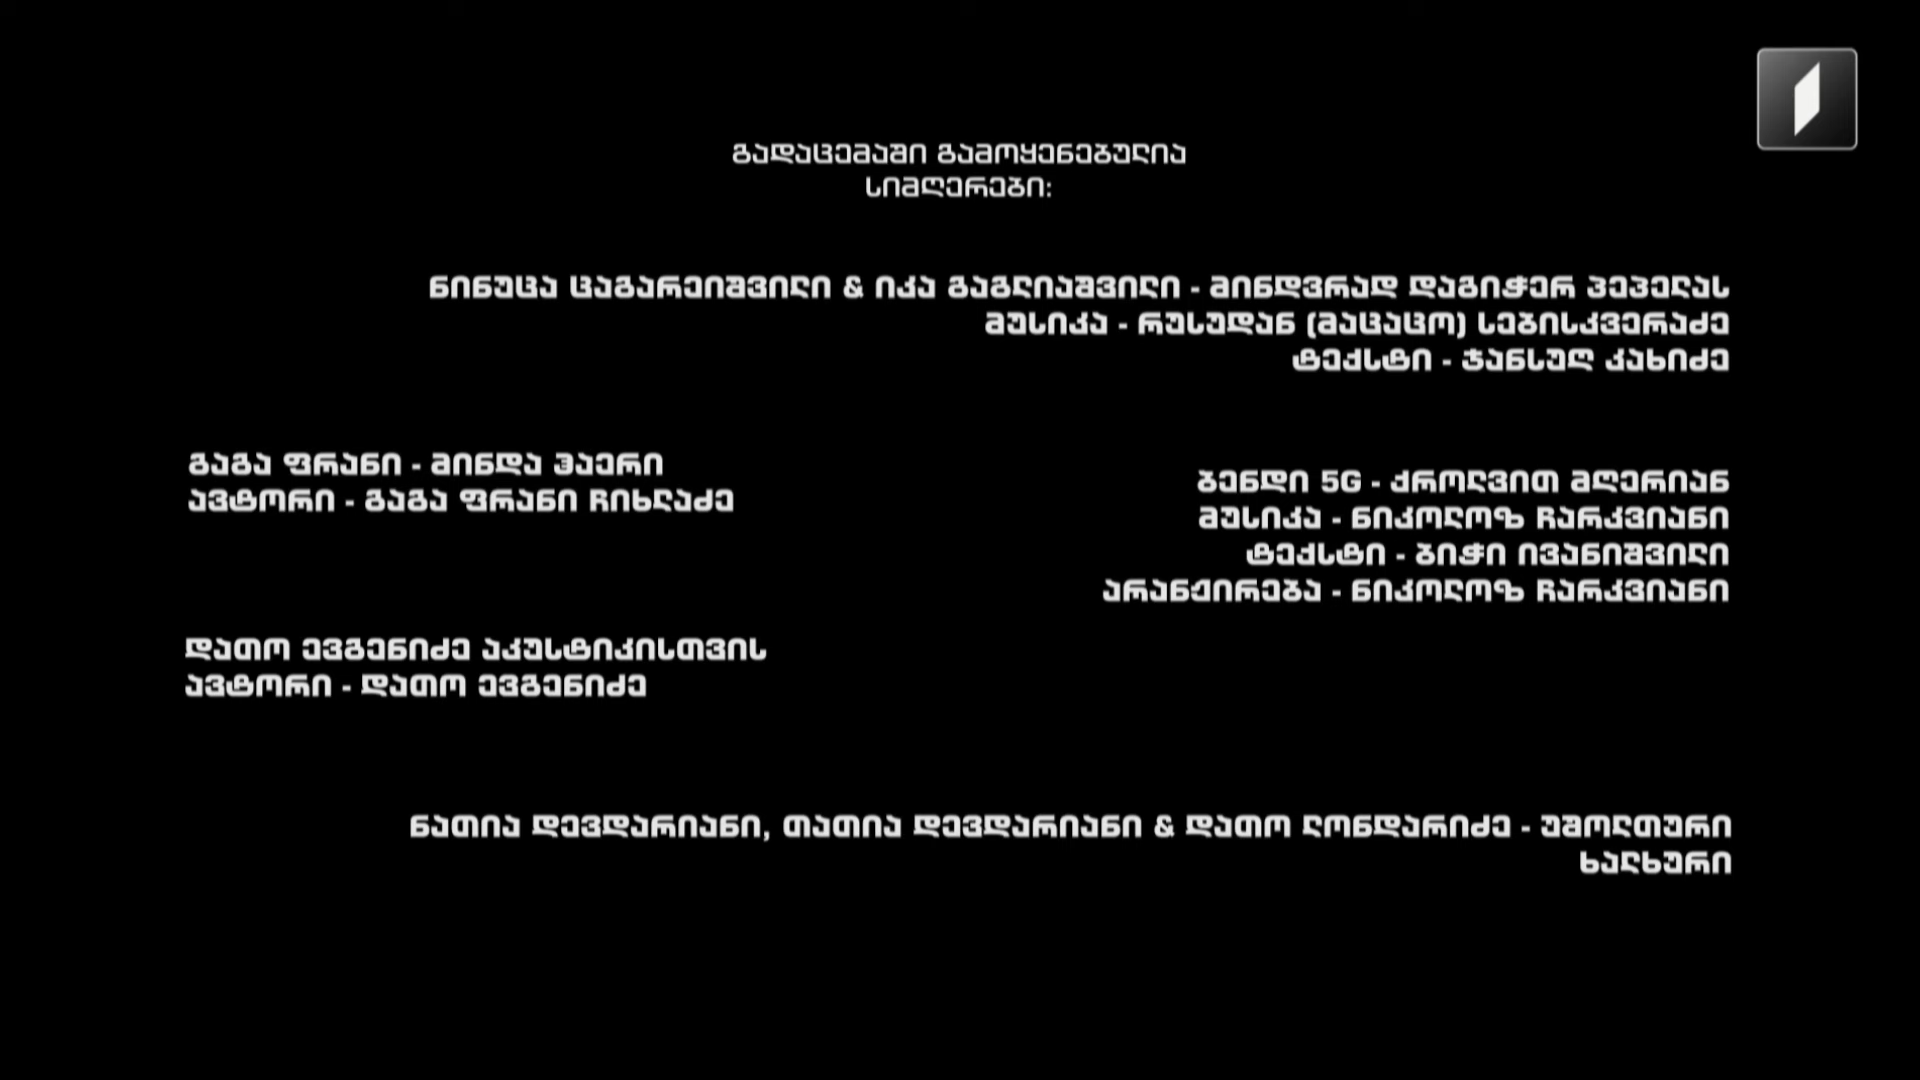 გადაცემაში გამოყენებულია
სიმღერები:
ნინუცა ცაგარეიშვილი & იკა გაგლიაშვილი - მინდვრად დაგიჭერ პეპელას
მუსიკა - რუსუდან (მაცაცო) სებისკვერაძე
ტექსტი - ჯანსუღ კახიძე
გაგა ფრანი - მინდა ჰაერი
ავტორი - გაგა ფრანი ჩიხლაძე
ბენდი 5G - ქროლვით მღერიან
მუსიკა - ნიკოლოზ ჩარკვიანი
ტექსტი - ბიჭი ივანიშვილი
არანჟირება - ნიკოლოზ ჩარკვიანი
დათო ევგენიძე აკუსტიკისთვის
ავტორი - დათო ევგენიძე
ნათია დევდარიანი, თათია დევდარიანი & დათო ლონდარიძე - უშოლთური
ხალხური